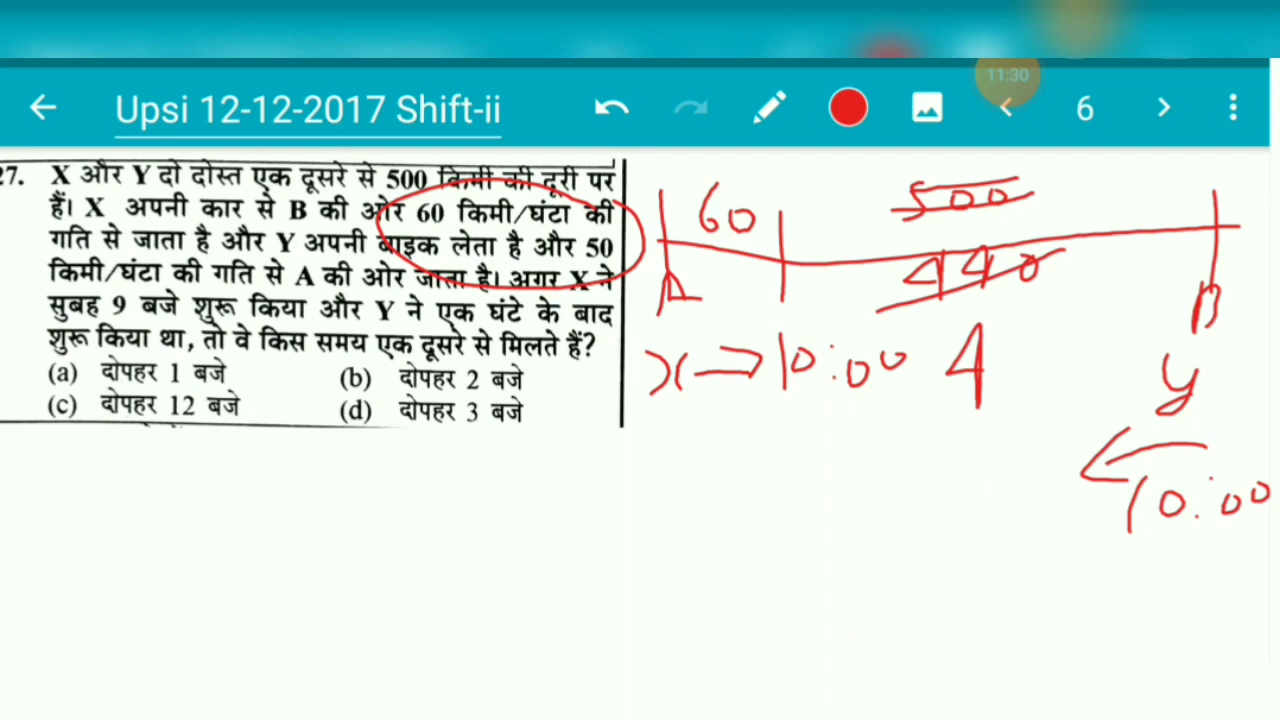 11:30
Upsi 12-12-2017 Shift-ii
6
27. X और Y दो दोस्त एक दूसरे से 500 किमी की दूरी पर
हैं। X अपनी कार से B की ओर 60 किमी/घंटा की
गति से जाता है और Y अपनी बाइक लेता है और 50
किमी/घंटा की गति से A की ओर जाता है। अगर X ने
सुबह 9 बजे शुरू किया और Y ने एक घंटे के बाद
शुरू किया था, तो वे किस समय एक दूसरे से मिलते हैं?
(a) दोपहर 1 बजे (b) दोपहर 2 बजे
(c) दोपहर 12 बजे (d) दोपहर 3 बजे
60 500
440
A B
x → 10:00 4 y
10:00